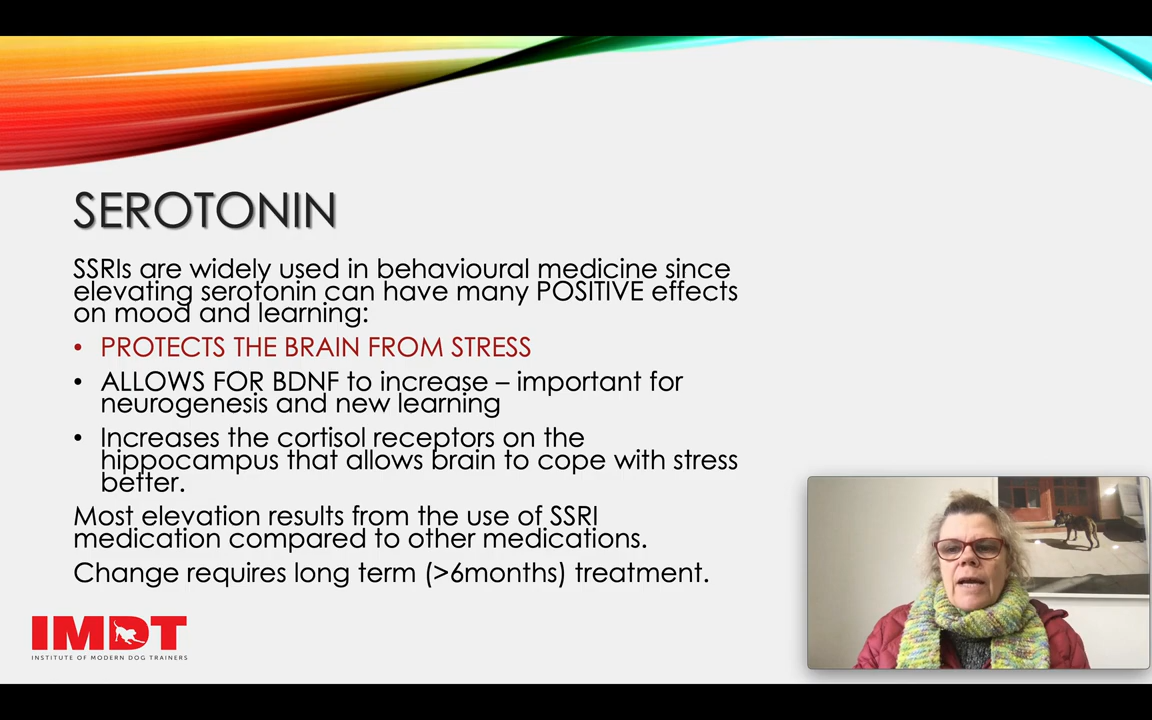 SEROTONIN
SSRIs are widely used in behavioural medicine since
elevating serotonin can have many POSITIVE effects
on mood and learning:
• PROTECTS THE BRAIN FROM STRESS
• ALLOWS FOR BDNF to increase – important for
neurogenesis and new learning
• Increases the cortisol receptors on the
hippocampus that allows brain to cope with stress
better.
Most elevation results from the use of SSRI
medication compared to other medications.
Change requires long term (>6months) treatment.
IMDT
INSTITUTE OF MODERN DOG TRAINERS